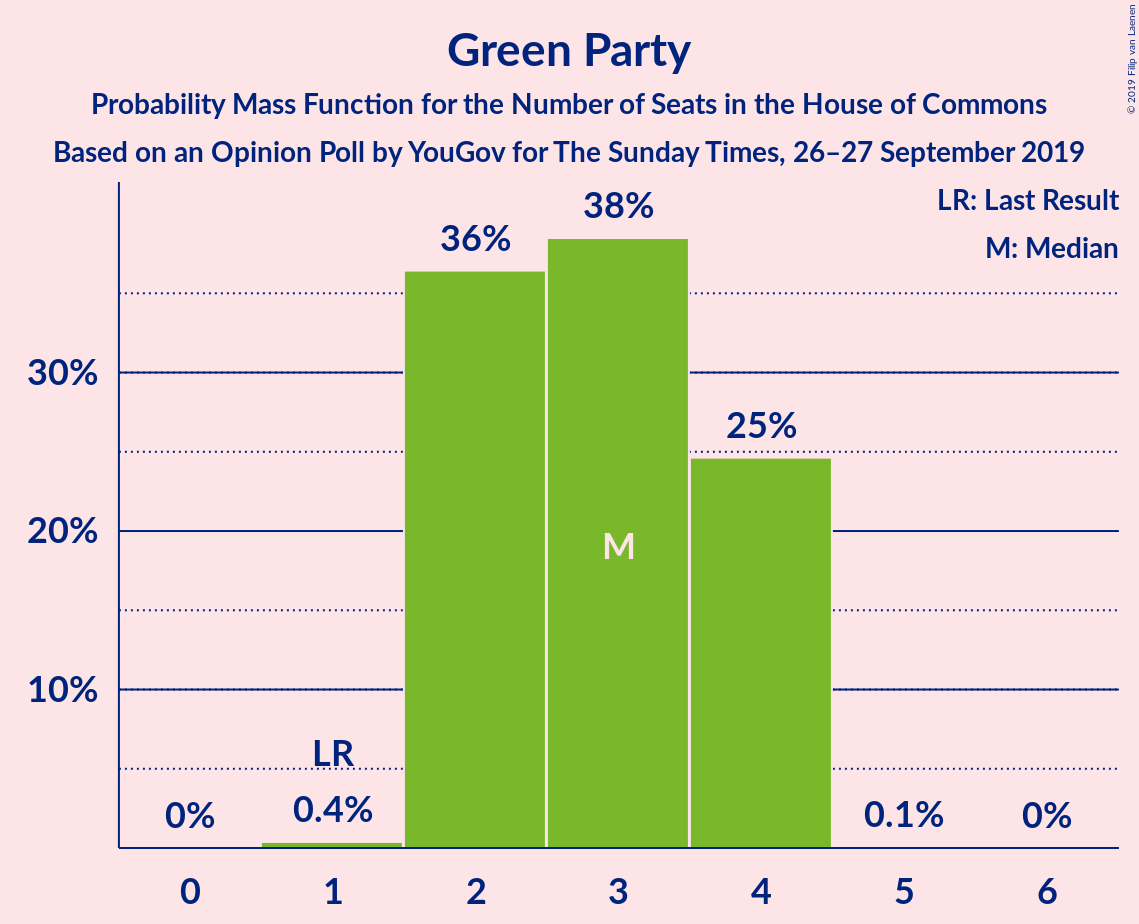 Green Party
Probability Mass Function for the Number of Seats in the House of Commons
Based on an Opinion Poll by YouGov for The Sunday Times, 26–27 September 2019
© 2019 Filip van Laenen
LR: Last Result
M: Median
38%
36%
30%
25%
20%
M
10%
LR
0%
0.4%
0.1%
0%
0 1 2 3 4 5 6